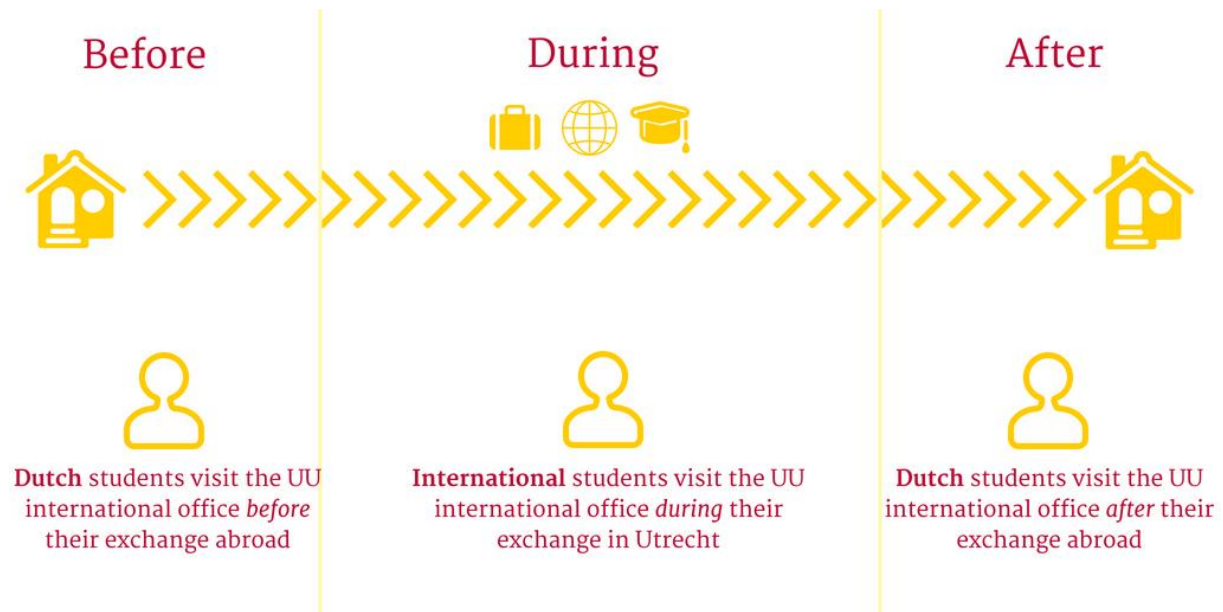 Before
During
After
Dutch students visit the UU
international office before
their exchange abroad
International students visit the UU
international office during their
exchange in Utrecht
Dutch students visit the UU
international office after their
exchange abroad